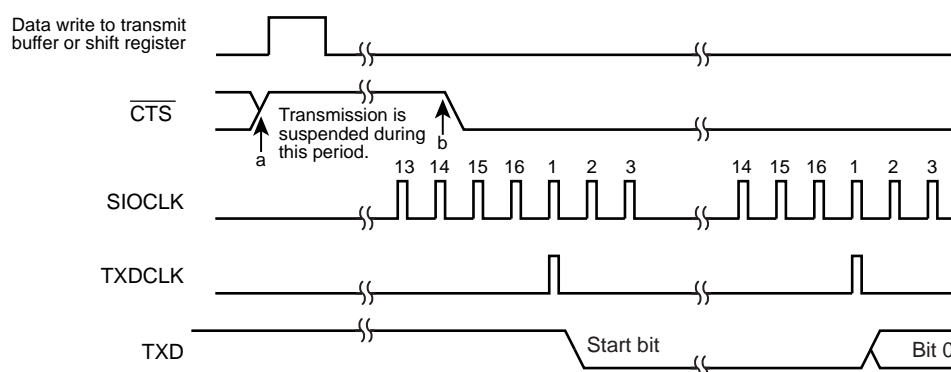 Data write to transmit
buffer or shift register
CTS
Transmission is
suspended during
this period.
a
b
13 14 15 16 1 2 3 14 15 16 1 2 3
SIOCLK
TXDCLK
TXD
Start bit
Bit 0